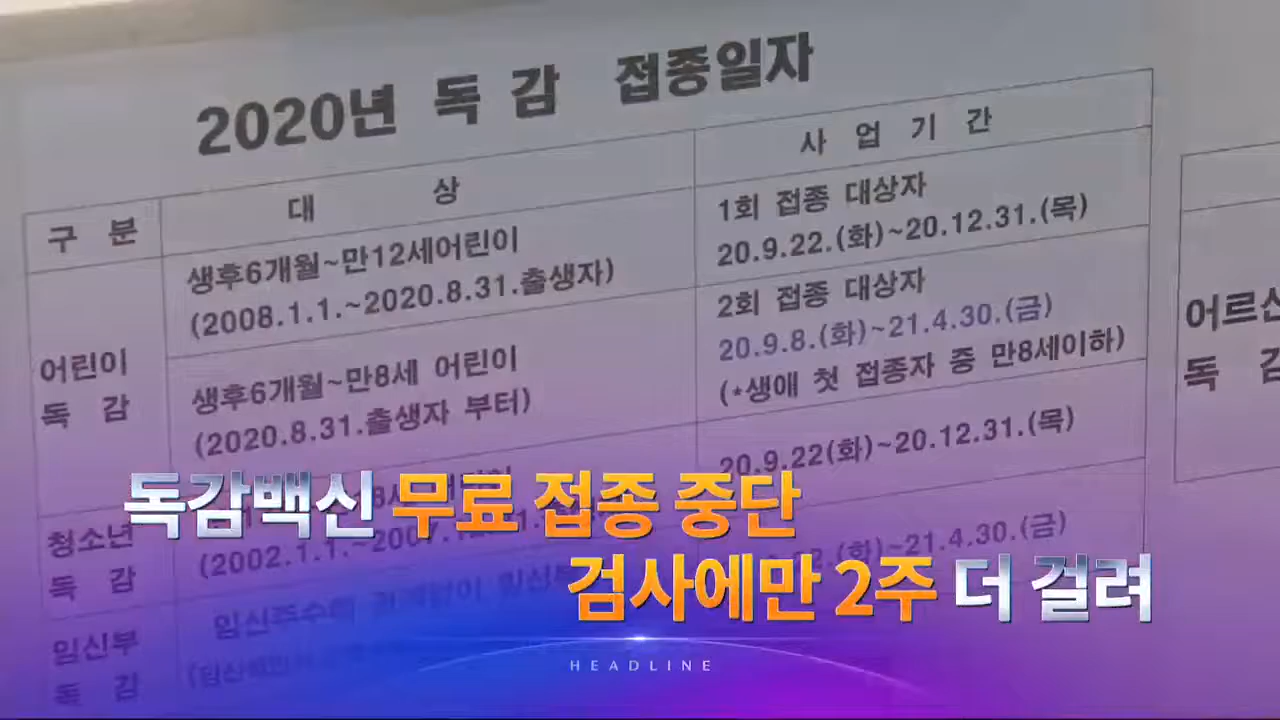 2020년 독 감 접종일자
구 분
대 상
사 업 기 간
어린이
독 감
생후6개월~만12세어린이
(2008.1.1.~2020.8.31.출생자)
1회 접종 대상자
20.9.22.(화)~20.12.31.(목)
생후6개월~만8세 어린이
(2020.8.31.출생자 부터)
2회 접종 대상자
20.9.8.(화)~21.4.30.(금)
(*생애 첫 접종자 중 만8세이하)
청소년
독 감
(2002.1.1.~2007.
20.9.22(화)~20.12.31.(목)
임신부
독 감
(화)~21.4.30.(금)
어르신
독 감
독감백신 무료 접종 중단
검사에만 2주 더 걸려
HEADLINE